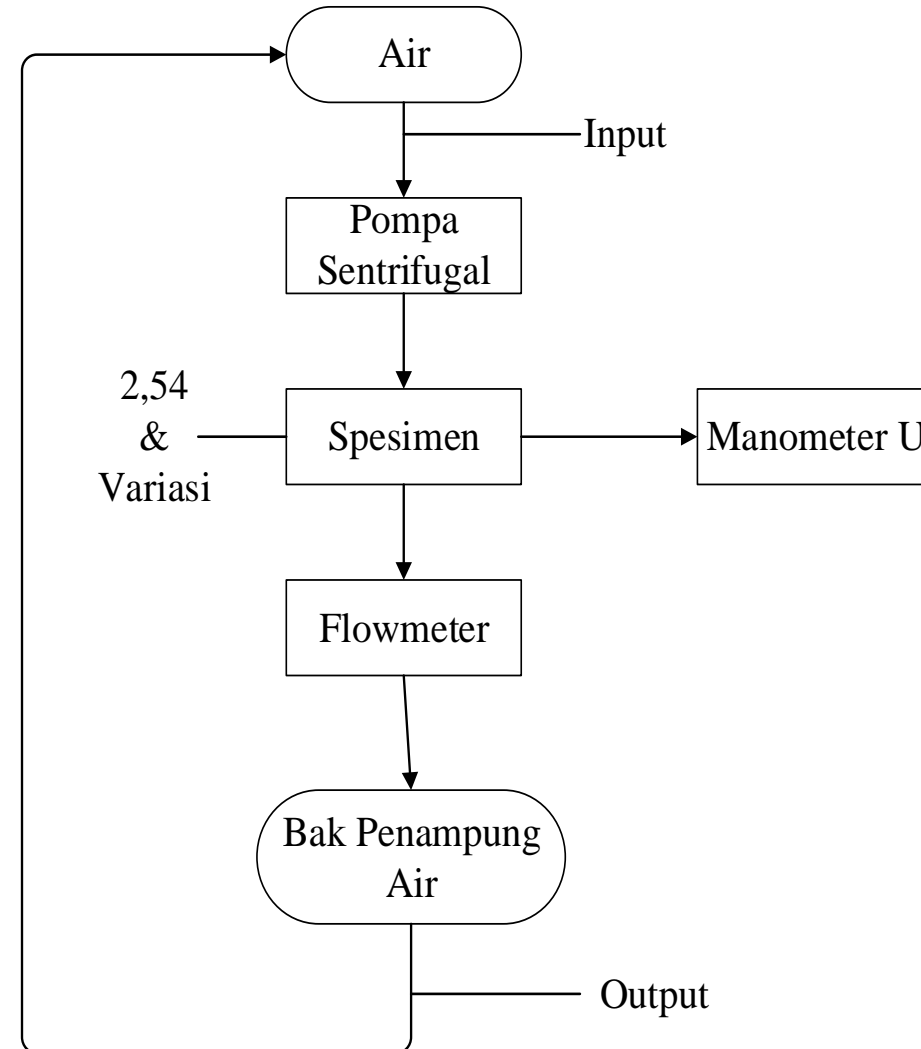 Air
Input
Pompa
Sentrifugal
2,54
&
Variasi
Spesimen
Manometer U
Flowmeter
Bak Penampung
Air
Output